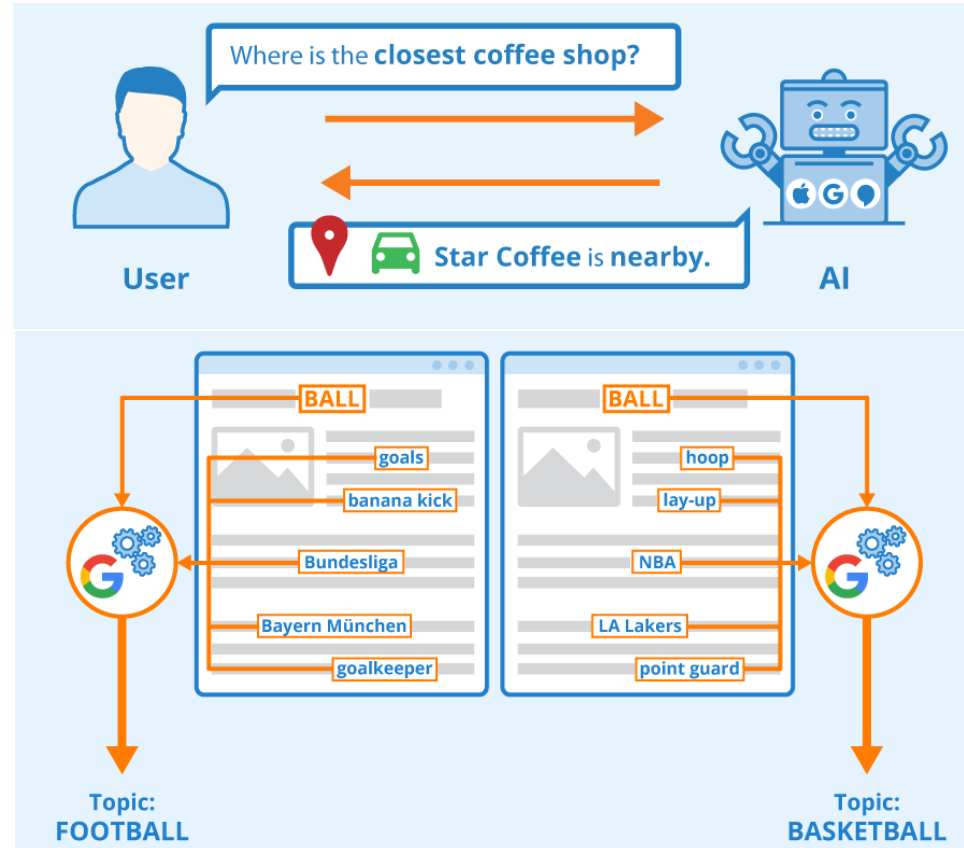 Where is the closest coffee shop?
Star Coffee is nearby.
User
AI
BALL
goals
banana kick
Bundesliga
Bayern München
goalkeeper
Topic:
FOOTBALL
BALL
hoop
lay-up
NBA
LA Lakers
point guard
Topic:
BASKETBALL